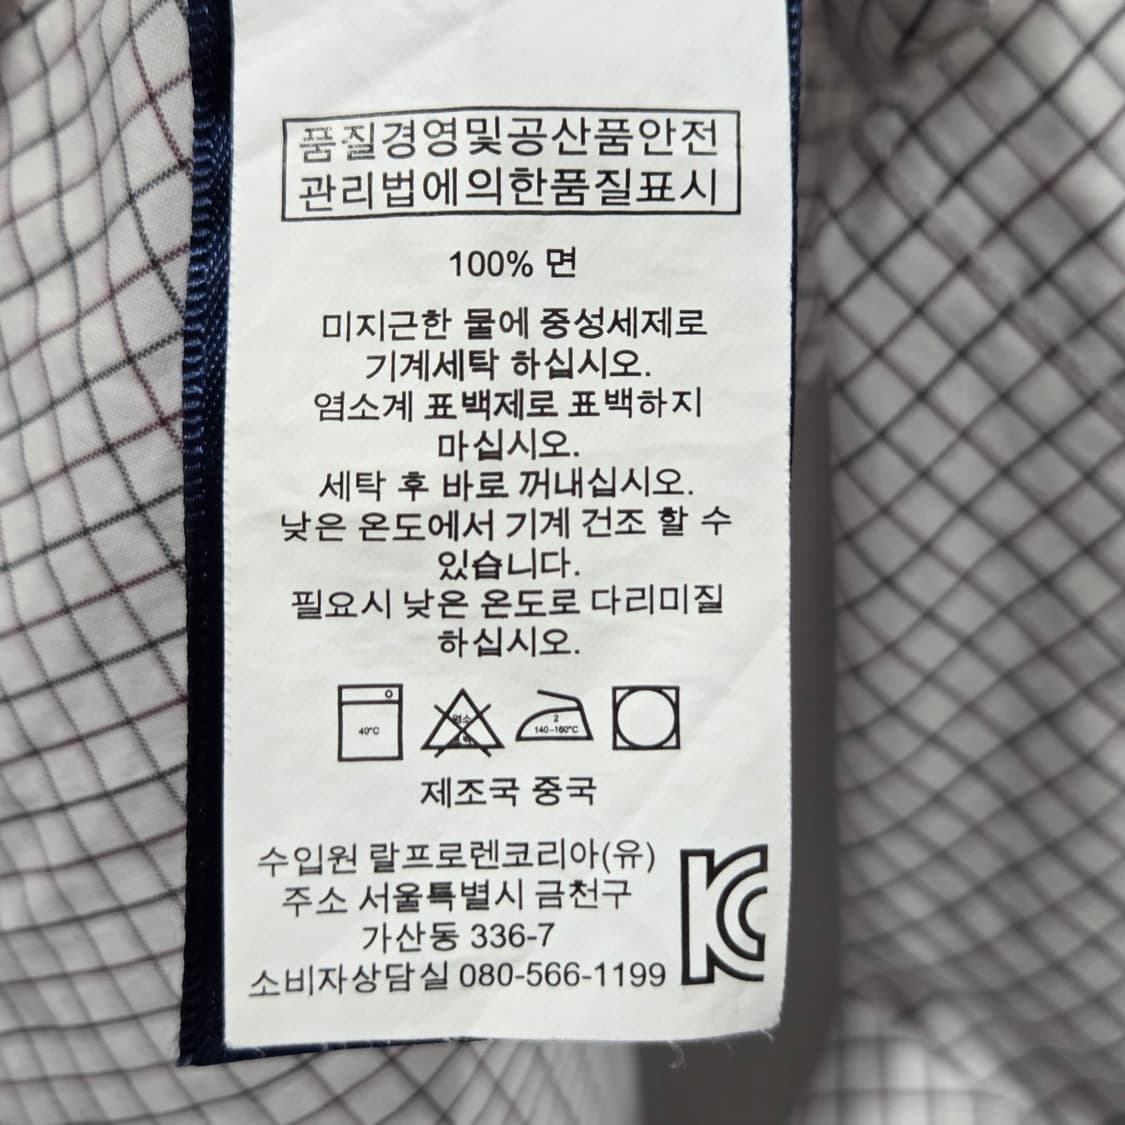 품질경영및공산품안전
관리법에의한품질표시
100% 면
미지근한 물에 중성세제로
기계세탁 하십시오.
염소계 표백제로 표백하지
마십시오.
세탁 후 바로 꺼내십시오.
낮은 온도에서 기계 건조 할 수
있습니다.
필요시 낮은 온도로 다리미질
하십시오.
40°C
염소
표백
2
140~160°C
제조국 중국
수입원 랄프로렌코리아(유)
주소 서울특별시 금천구
가산동 336-7
소비자상담실 080-566-1199